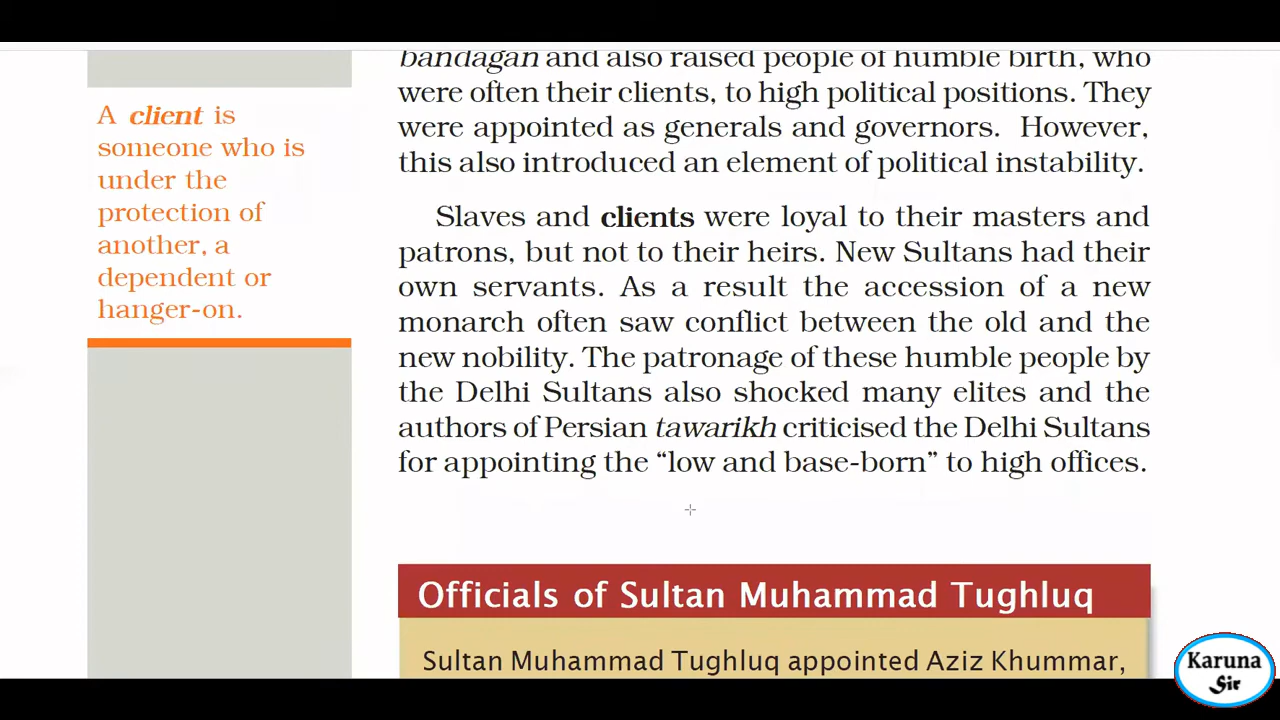 A client is
someone who is
under the
protection of
another, a
dependent or
hanger-on.
bandagan and also raised people of humble birth, who
were often their clients, to high political positions. They
were appointed as generals and governors. However,
this also introduced an element of political instability.
Slaves and clients were loyal to their masters and
patrons, but not to their heirs. New Sultans had their
own servants. As a result the accession of a new
monarch often saw conflict between the old and the
new nobility. The patronage of these humble people by
the Delhi Sultans also shocked many elites and the
authors of Persian tawarikh criticised the Delhi Sultans
for appointing the “low and base-born” to high offices.
Officials of Sultan Muhammad Tughluq
Sultan Muhammad Tughluq appointed Aziz Khummar,
Karuna
Sir